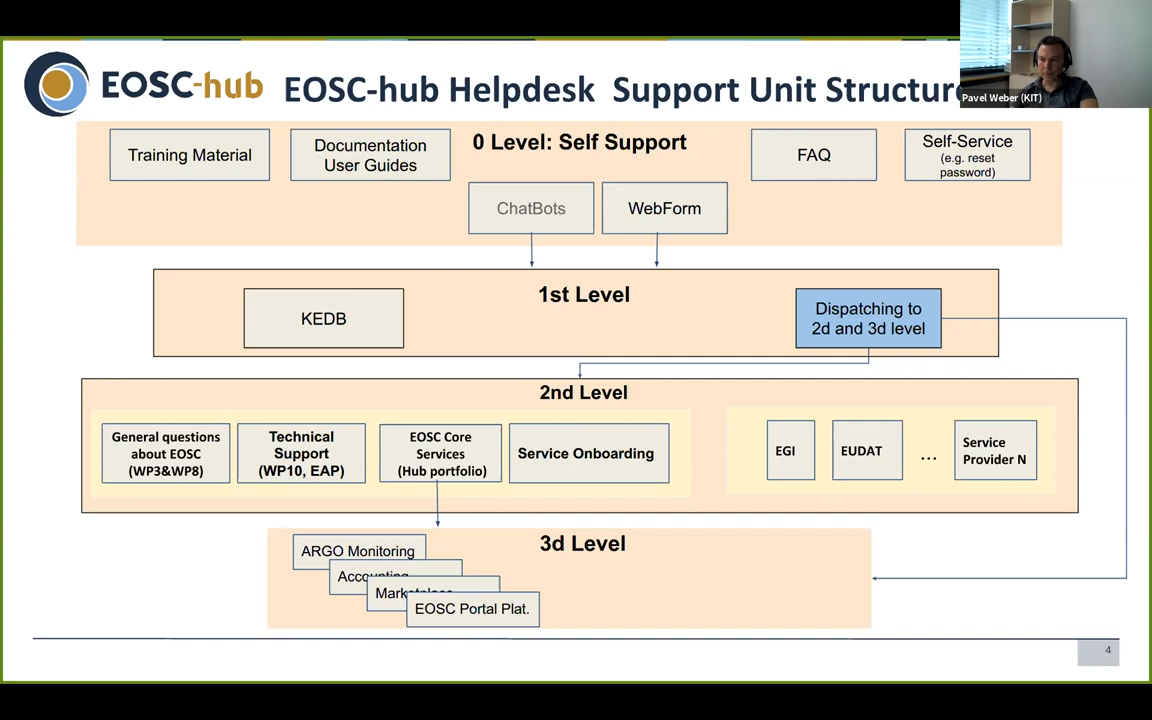 EOSC-hub
EOSC-hub Helpdesk Support Unit Structure
Pavel Weber (KIT)
0 Level: Self Support
Training Material
Documentation
User Guides
FAQ
Self-Service
(e.g. reset
password)
ChatBots
WebForm
1st Level
KEDB
Dispatching to
2d and 3d level
2nd Level
General questions
about EOSC
(WP3&WP8)
Technical
Support
(WP10, EAP)
EOSC Core
Services
(Hub portfolio)
Service Onboarding
EGI
EUDAT
...
Service
Provider N
3d Level
ARGO Monitoring
Accounting
Marketplace
EOSC Portal Plat.
4